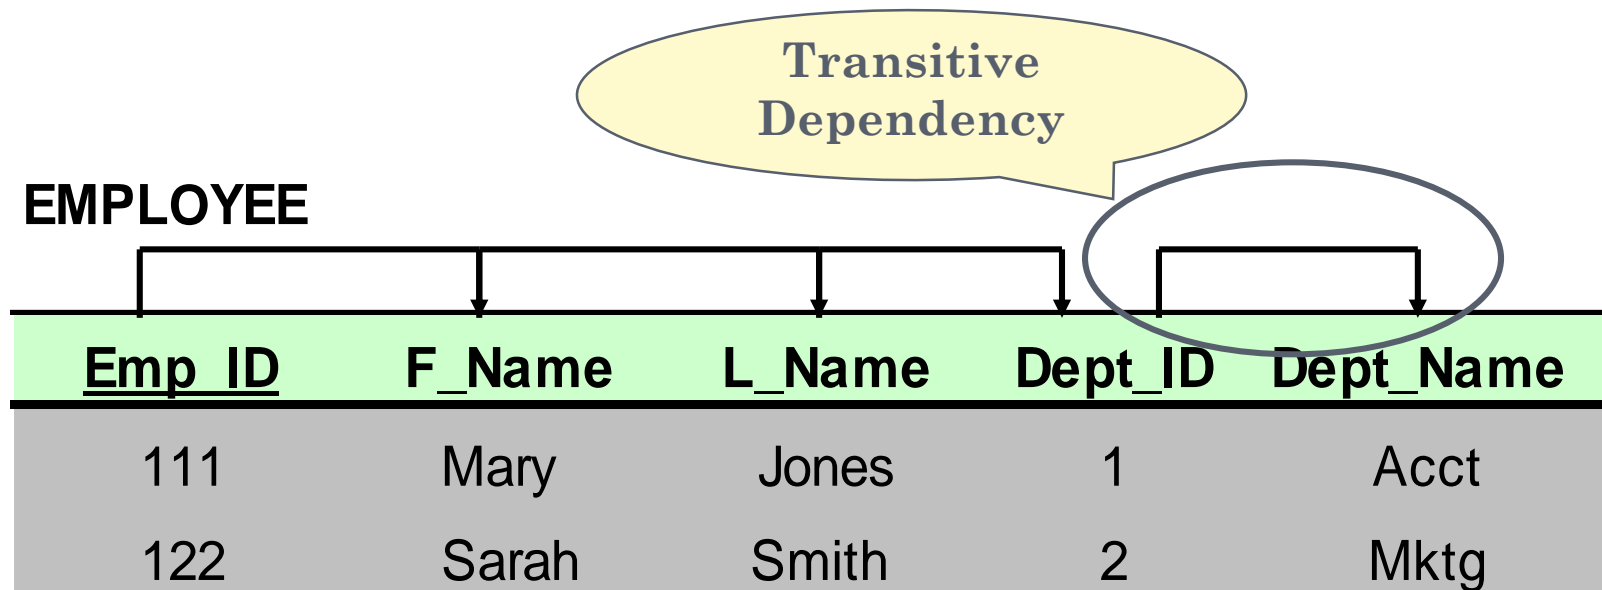 Transitive
Dependency
EMPLOYEE
Emp_ID F_Name L_Name Dept_ID Dept_Name
111 Mary Jones 1 Acct
122 Sarah Smith 2 Mktg